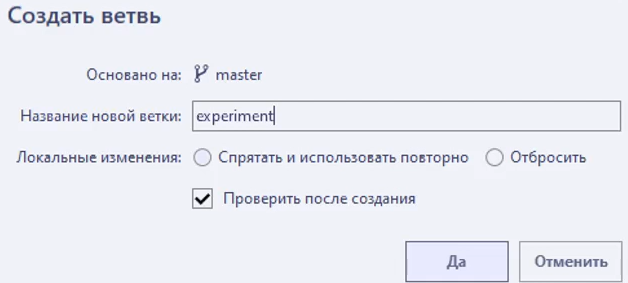 Создать ветвь
Основано на: master
Название новой ветки: experiment
Локальные изменения: Спрятать и использовать повторно Отбросить
Проверить после создания
Да Отменить